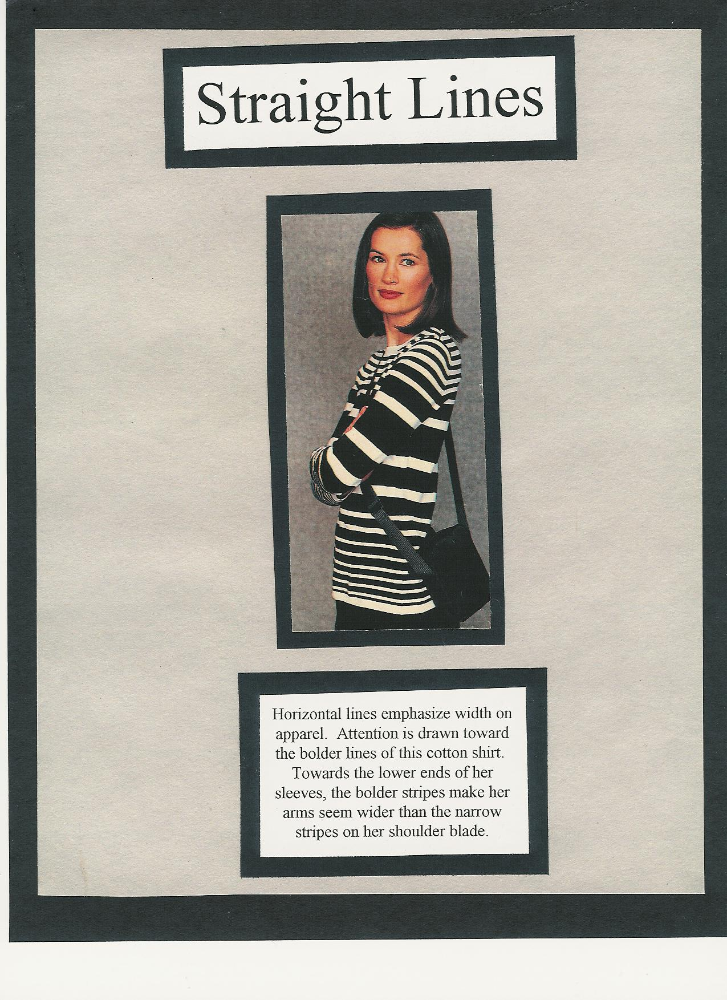 Straight Lines
Horizontal lines emphasize width on
apparel.  Attention is drawn toward
the bolder lines of this cotton shirt.
Towards the lower ends of her
sleeves, the bolder stripes make her
arms seem wider than the narrow
stripes on her shoulder blade.